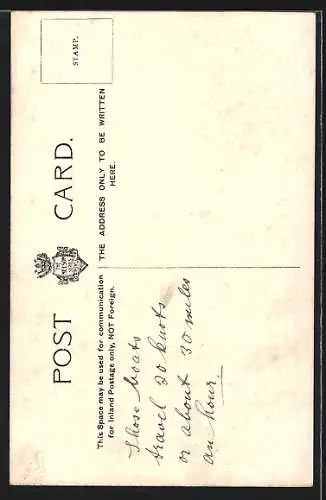 POST CARD.
STAMP.
This Space may be used for communication
for Inland Postage only, NOT Foreign.
THE ADDRESS ONLY TO BE WRITTEN
HERE.
Those boats
travel 20 knots
or about 30 miles
an hour.